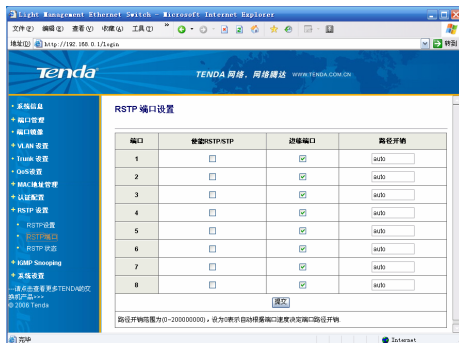 Light Management Ethernet Switch - Microsoft Internet Explorer
文件(F) 编辑(E) 查看(V) 收藏(A) 工具(T) »
地址(D) http://192.168.0.1/login 转到
Tenda
TENDA 网络、网络腾达 WWW.TENDA.COM.CN
• 系统信息
+ 端口管理
• 端口镜像
+ VLAN 设置
• Trunk 设置
• QoS设置
+ MAC地址管理
+ 认证配置
+ RSTP 设置
• RSTP设置
• RSTP端口
• RSTP 状态
+ IGMP Snooping
+ 系统设置
---请点击查看更多TENDA的交换机产品>>>
© 2006 Tenda
RSTP 端口设置
端口 使能RSTP/STP 边缘端口 路径开销
1 auto
2 auto
3 auto
4 auto
5 auto
6 auto
7 auto
8 auto
提交
路径开销范围为(0-200000000)，设为0表示自动根据端口速度决定端口路径开销
完毕 Internet